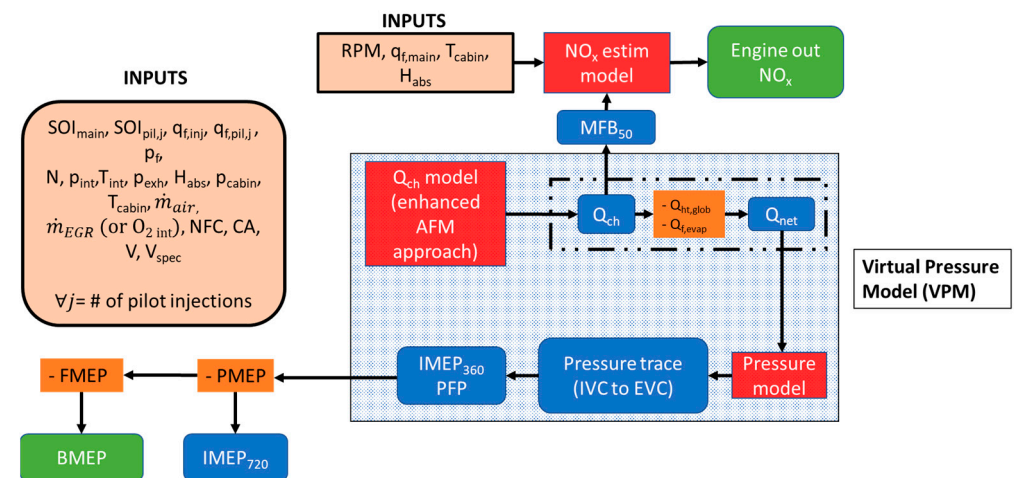 INPUTS
RPM, q_f,main, T_cabin,
H_abs
NO_x estim
model
Engine out
NO_x
INPUTS
SOI_main, SOI_pil,j, q_f,inj, q_f,pil,j ,
p_f,
N, p_int,T_int, p_exh, H_abs, p_cabin,
T_cabin, ṁ_air,
ṁ_EGR (or O_2 int), NFC, CA,
V, V_spec
∀j= # of pilot injections
MFB_50
Q_ch model
(enhanced
AFM
approach)
Q_ch
- Q_ht,glob
- Q_f,evap
Q_net
Virtual Pressure
Model (VPM)
Pressure
model
Pressure trace
(IVC to EVC)
IMEP_360
PFP
- PMEP
- FMEP
BMEP
IMEP_720